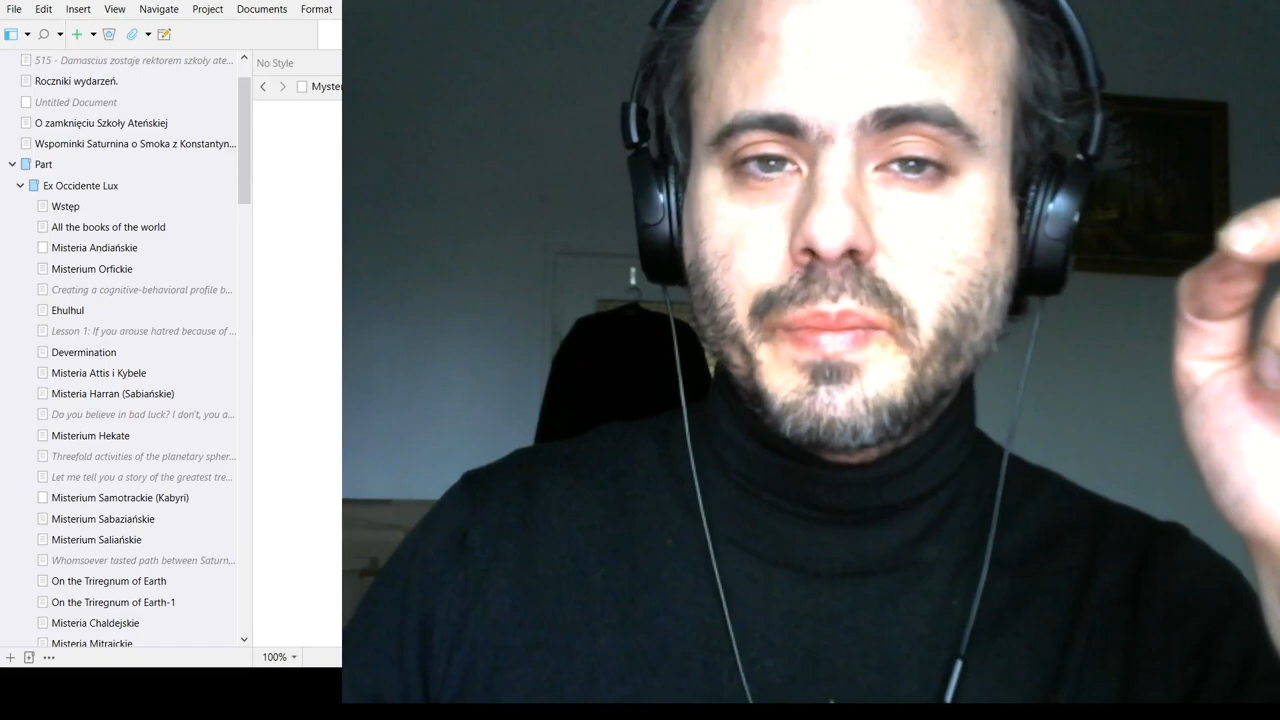 File Edit Insert View Navigate Project Documents Format
515 - Damascius zostaje rektorem szkoły ate...
No Style
Roczniki wydarzeń.
Untitled Document
O zamknięciu Szkoły Ateńskiej
Wspominki Saturnina o Smoka z Konstantyn...
Part
Ex Occidente Lux
Wstęp
All the books of the world
Misteria Andiańskie
Misterium Orfickie
Creating a cognitive-behavioral profile b...
Ehulhul
Lesson 1: If you arouse hatred because of ...
Devermination
Misteria Attis i Kybele
Misteria Harran (Sabiańskie)
Do you believe in bad luck? I don't, you a...
Misterium Hekate
Threefold activities of the planetary spher...
Let me tell you a story of the greatest tre...
Misterium Samotrackie (Kabyri)
Misterium Sabaziańskie
Misterium Saliańskie
Whomsoever tasted path between Saturn...
On the Triregnum of Earth
On the Triregnum of Earth-1
Misteria Chaldejskie
Misteria Mitraickie
100%